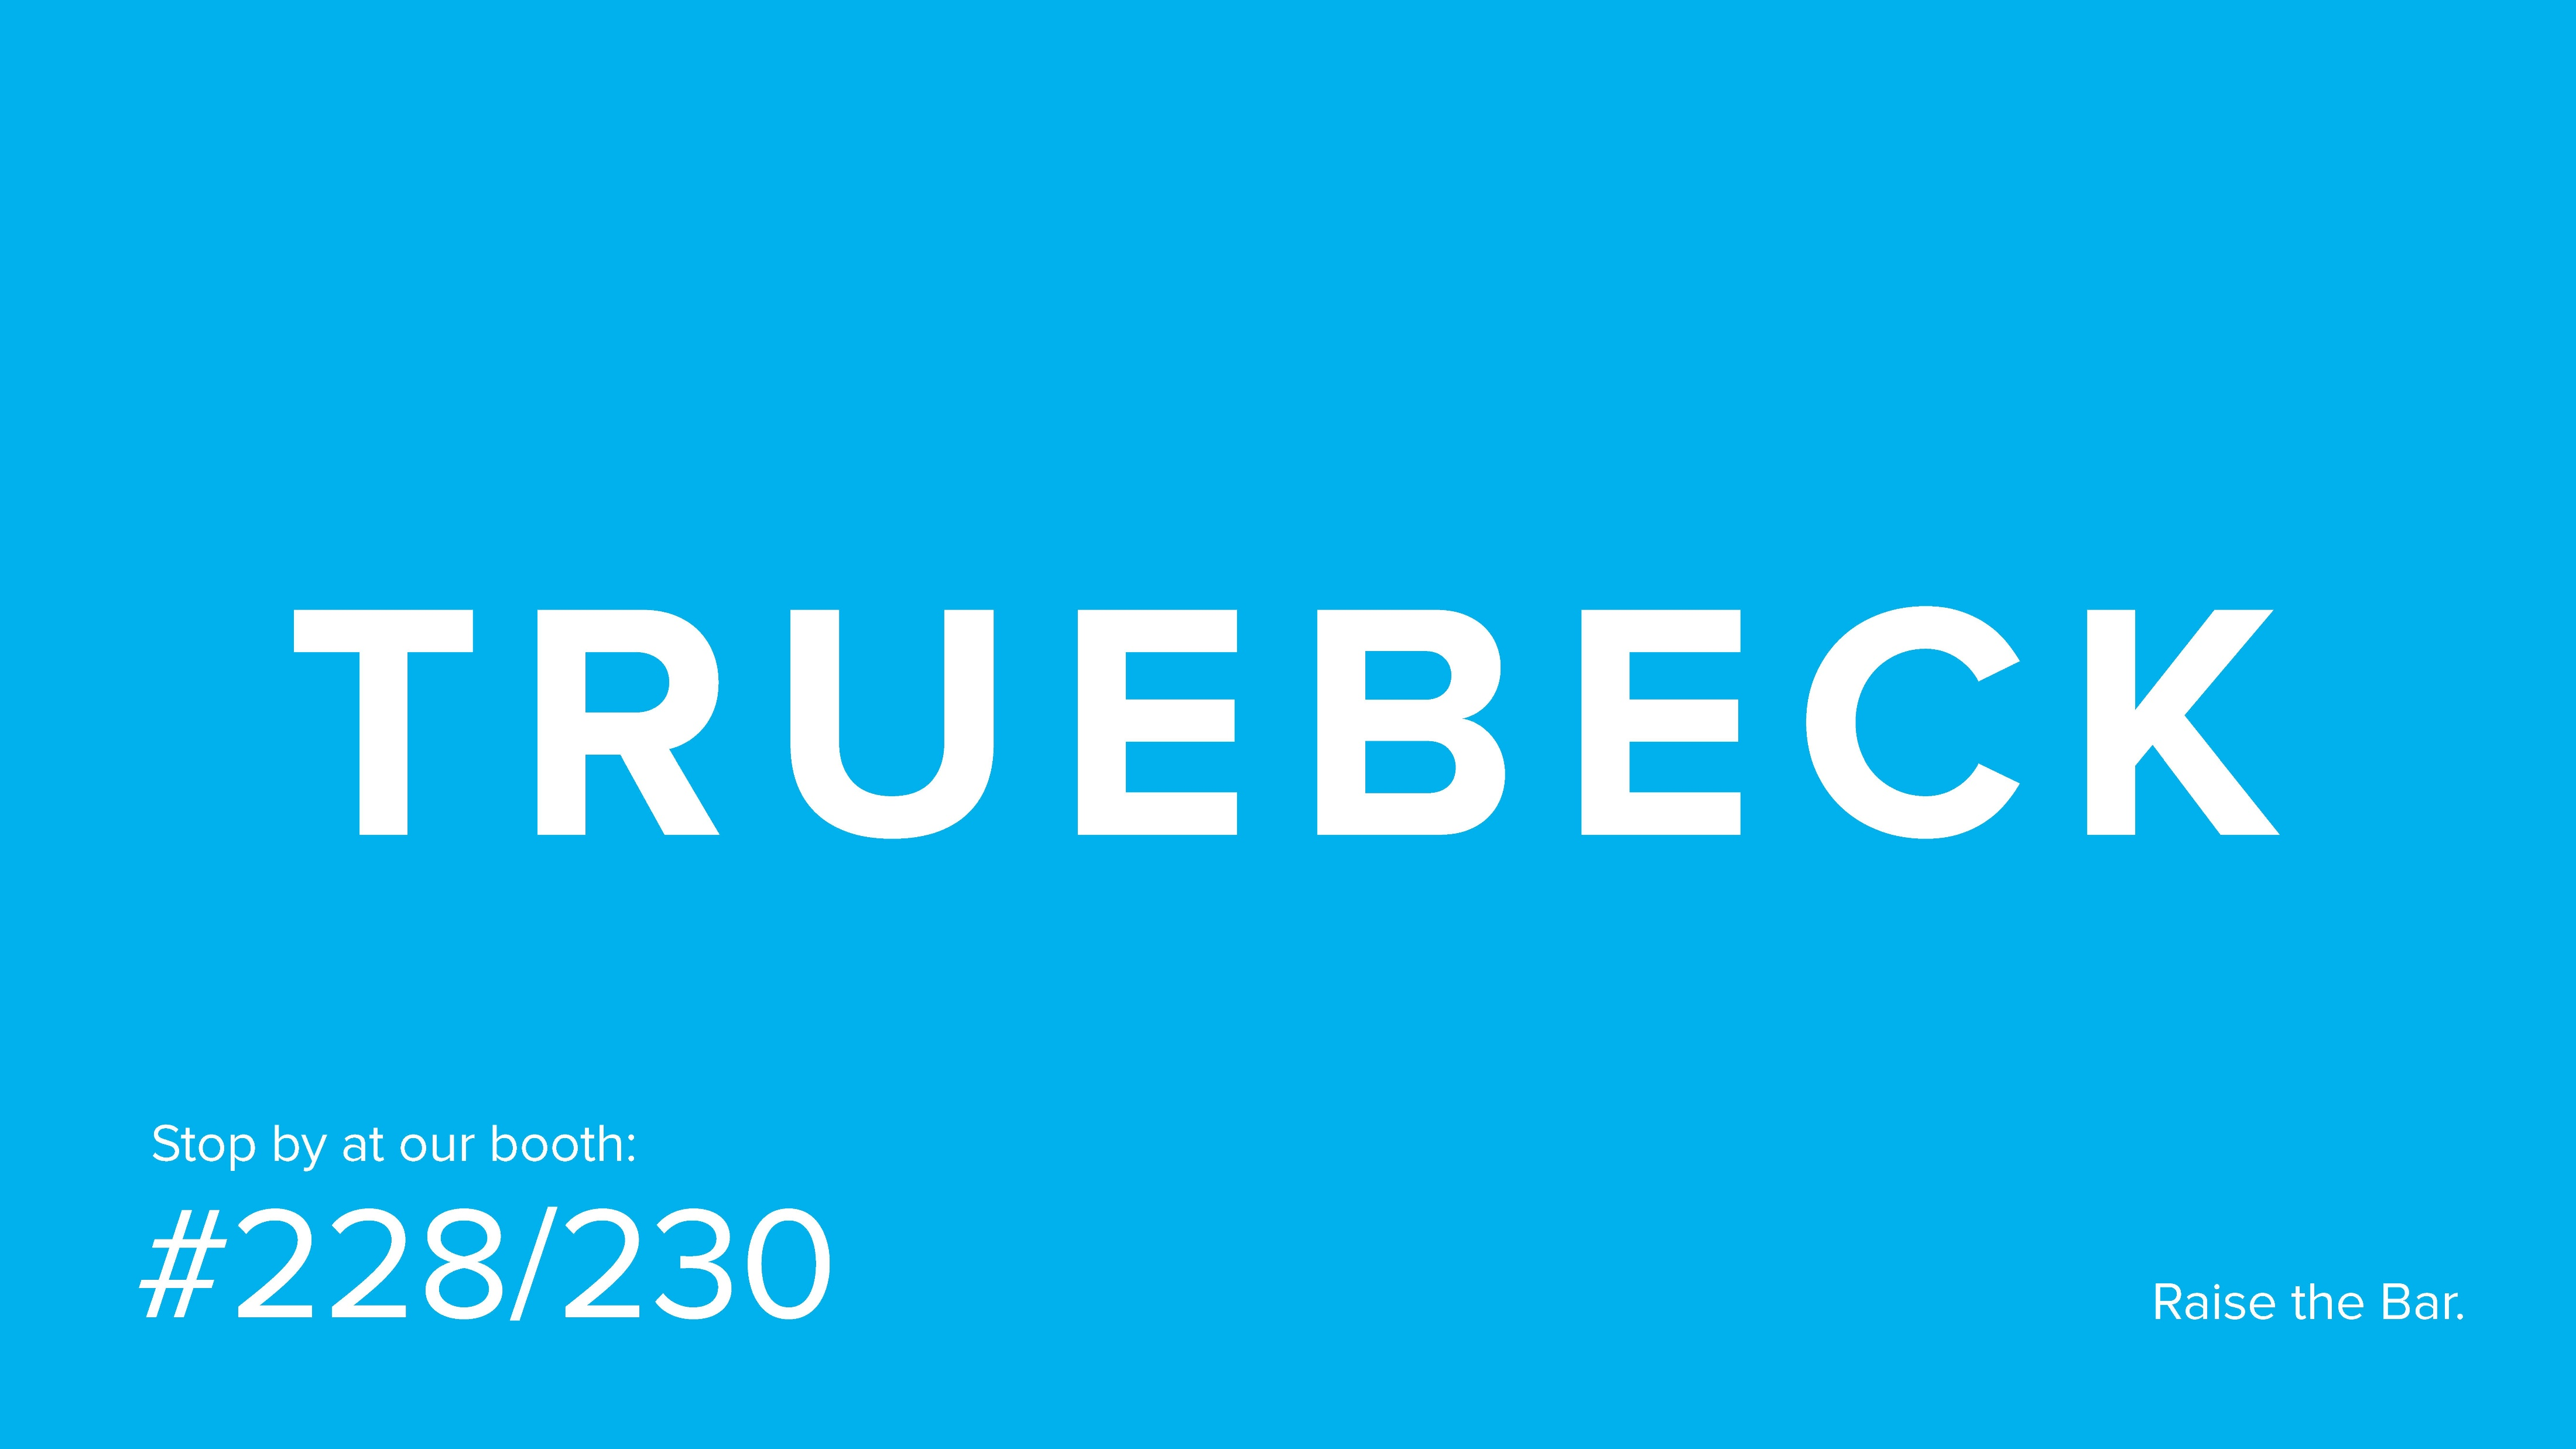 TRUEBECK
Stop by at our booth:
#228/230
Raise the Bar.